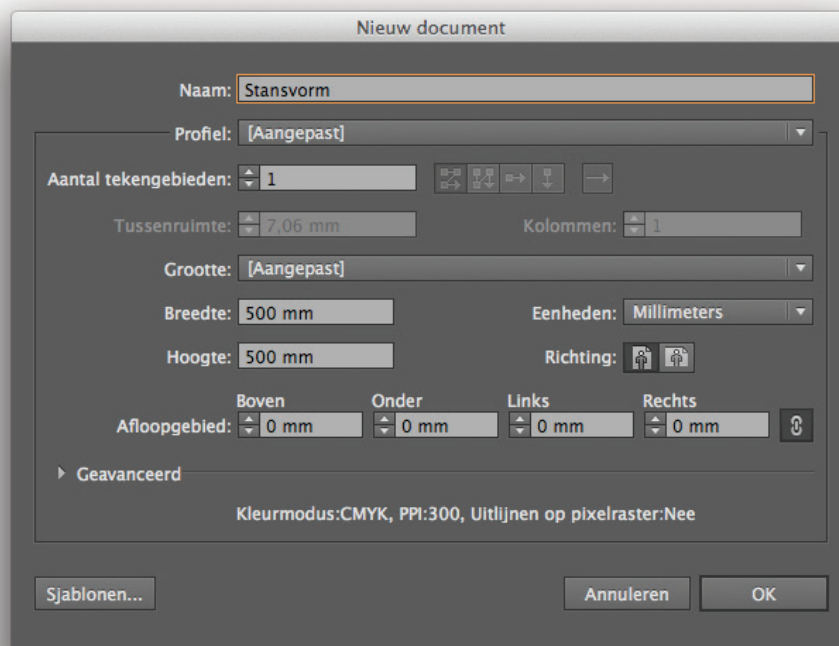 Nieuw document
Naam: Stansvorm
Profiel: [Aangepast]
Aantal tekengebieden: 1
Tussenruimte: 7,06 mm Kolommen: 1
Grootte: [Aangepast]
Breedte: 500 mm Eenheden: Millimeters
Hoogte: 500 mm Richting:
Boven Onder Links Rechts
Afloopgebied: 0 mm 0 mm 0 mm 0 mm
Geavanceerd
Kleurmodus:CMYK, PPI:300, Uitlijnen op pixelraster:Nee
Sjablonen... Annuleren OK